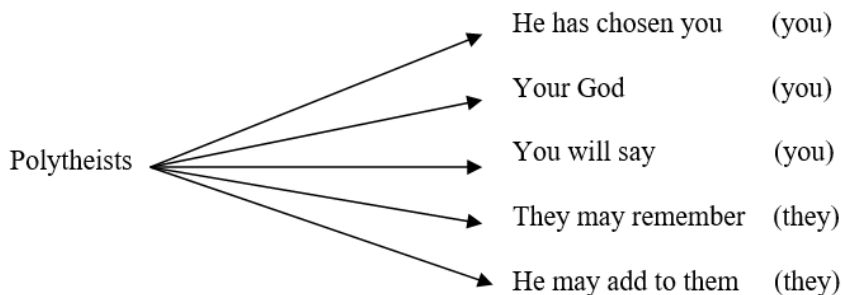 He has chosen you (you)
Your God (you)
Polytheists You will say (you)
They may remember (they)
He may add to them (they)